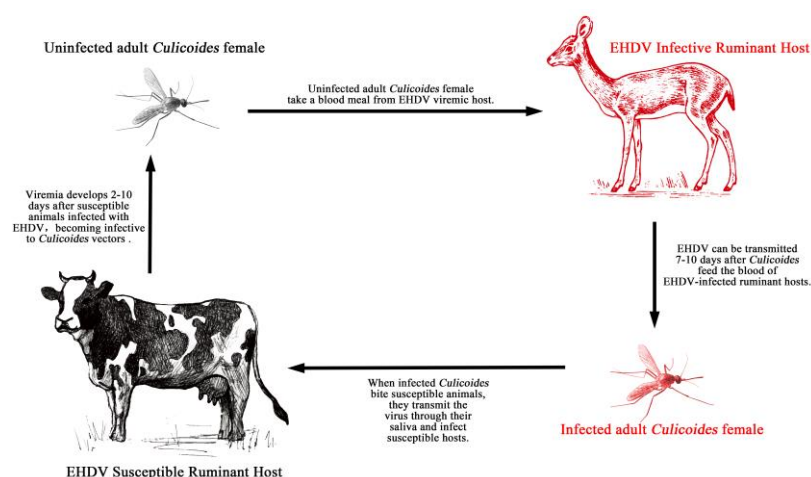 Uninfected adult Culicoides female
EHDV Infective Ruminant Host
Uninfected adult Culicoides female
take a blood meal from EHDV viremic host.
Viremia develops 2-10
days after susceptible
animals infected with
EHDV，becoming infective
to Culicoides vectors .
EHDV can be transmitted
7-10 days after Culicoides
feed the blood of
EHDV-infected ruminant hosts.
When infected Culicoides
bite susceptible animals,
they transmit the
virus through their
saliva and infect
susceptible hosts.
Infected adult Culicoides female
EHDV Susceptible Ruminant Host